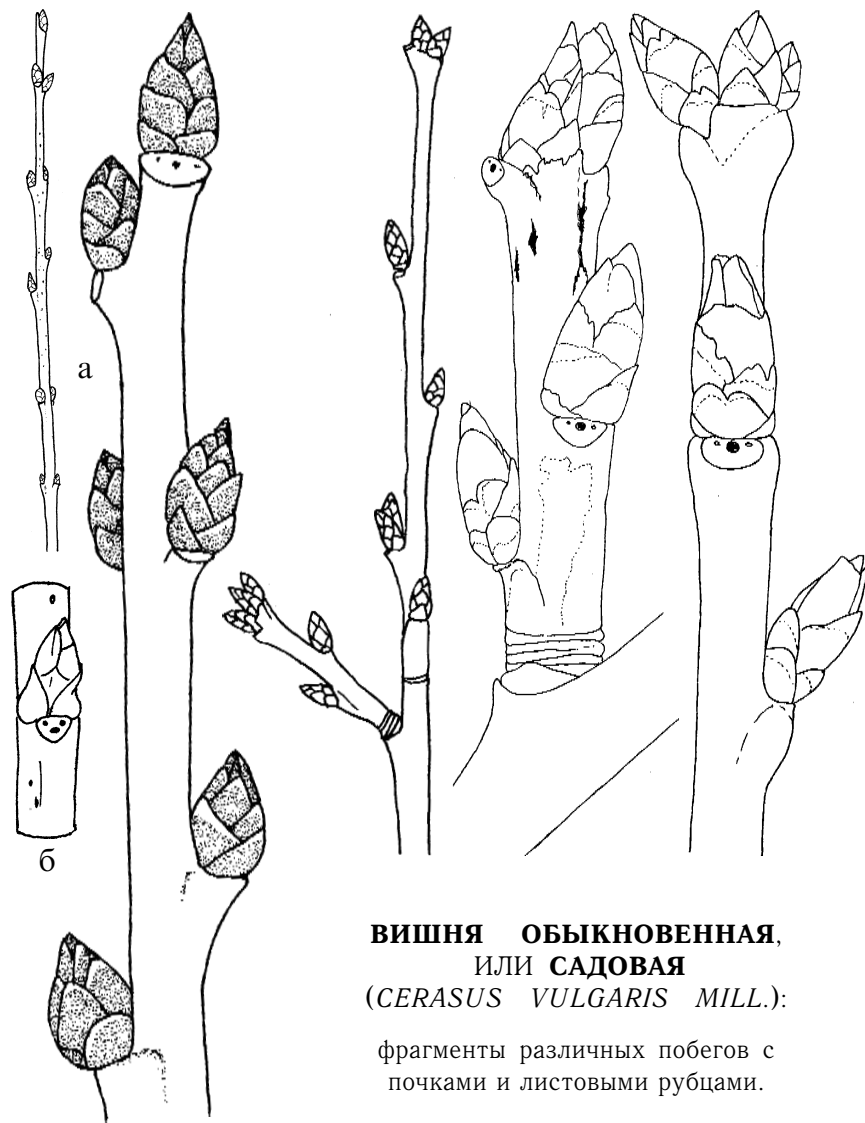 а
б
ВИШНЯ ОБЫКНОВЕННАЯ,
ИЛИ САДОВАЯ
(CERASUS VULGARIS MILL.):
фрагменты различных побегов с
почками и листовыми рубцами.